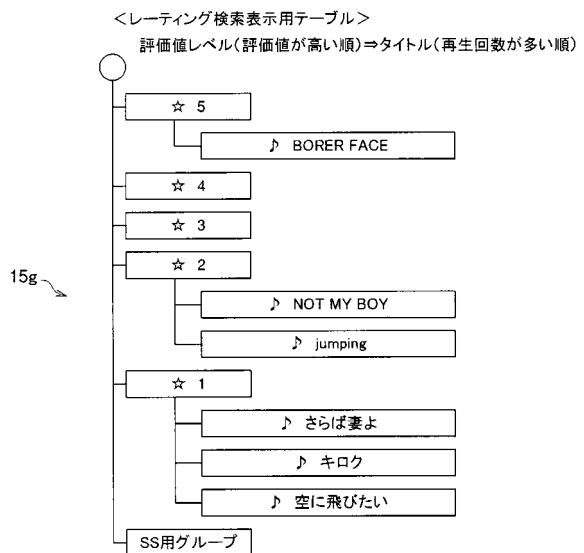 ＜レーティング検索表示用テーブル＞
評価値レベル(評価値が高い順)⇒タイトル(再生回数が多い順)
☆ 5
♪ BORER FACE
☆ 4
☆ 3
☆ 2
15g
♪ NOT MY BOY
♪ jumping
☆ 1
♪ さらば妻よ
♪ キロク
♪ 空に飛びたい
SS用グループ